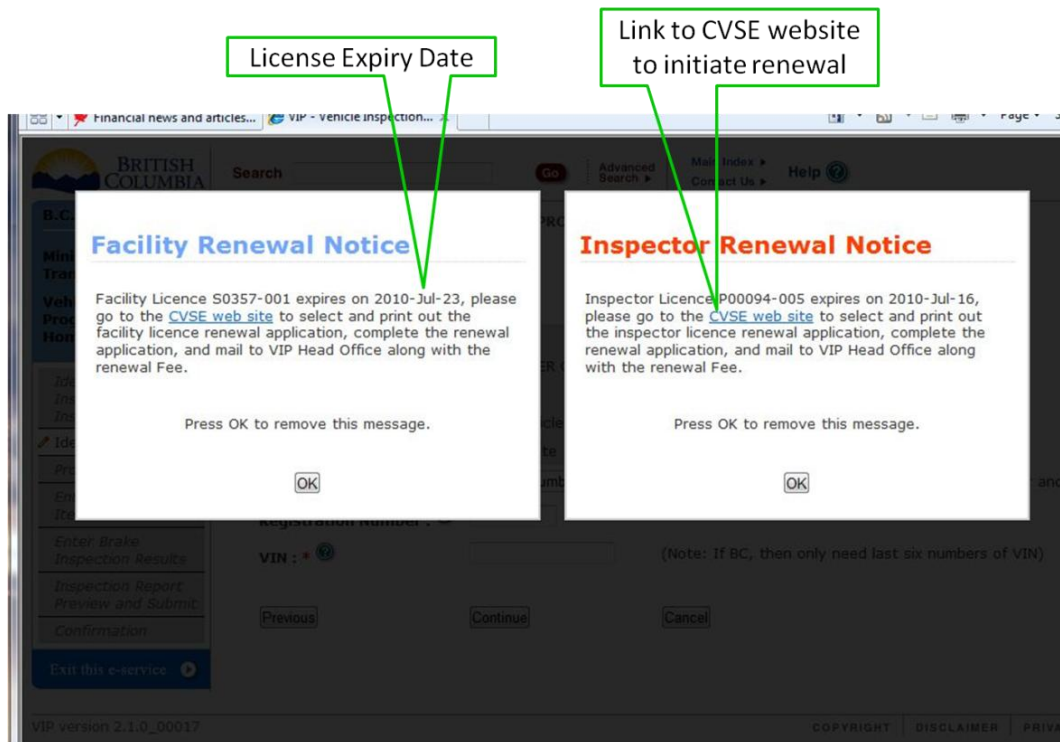 License Expiry Date
Link to CVSE website
to initiate renewal
Financial news and articles...
VIP - Vehicle Inspection...
Page
BRITISH
COLUMBIA
Search
Go
Advanced
Search
Main Index
Contact Us
Help
B.C.
Facility Renewal Notice
Facility Licence S0357-001 expires on 2010-Jul-23, please
go to the CVSE web site to select and print out the
facility licence renewal application, complete the renewal
application, and mail to VIP Head Office along with the
renewal Fee.
Press OK to remove this message.
OK
Inspector Renewal Notice
Inspector Licence P00094-005 expires on 2010-Jul-16,
please go to the CVSE web site to select and print out
the inspector licence renewal application, complete the
renewal application, and mail to VIP Head Office along
with the renewal Fee.
Press OK to remove this message.
OK
Registration Number :
Enter Brake
Inspection Results
VIN : *
(Note: If BC, then only need last six numbers of VIN)
Inspection Report
Preview and Submit
Confirmation
Previous
Continue
Cancel
Exit this e-service
VIP version 2.1.0_00017
COPYRIGHT
DISCLAIMER